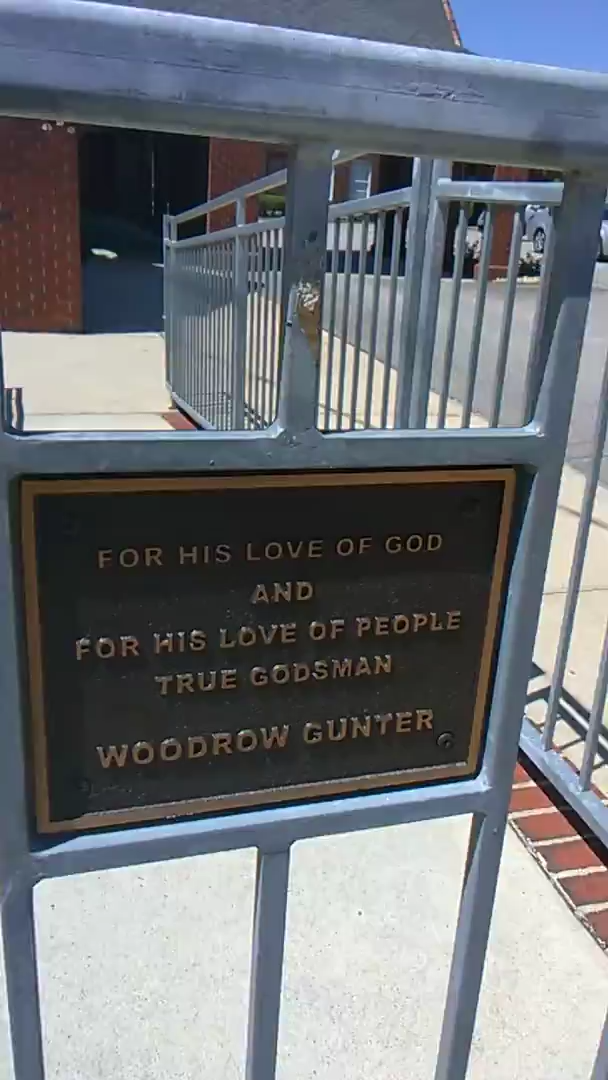 FOR HIS LOVE OF GOD
AND
FOR HIS LOVE OF PEOPLE
TRUE GODSMAN
WOODROW GUNTER